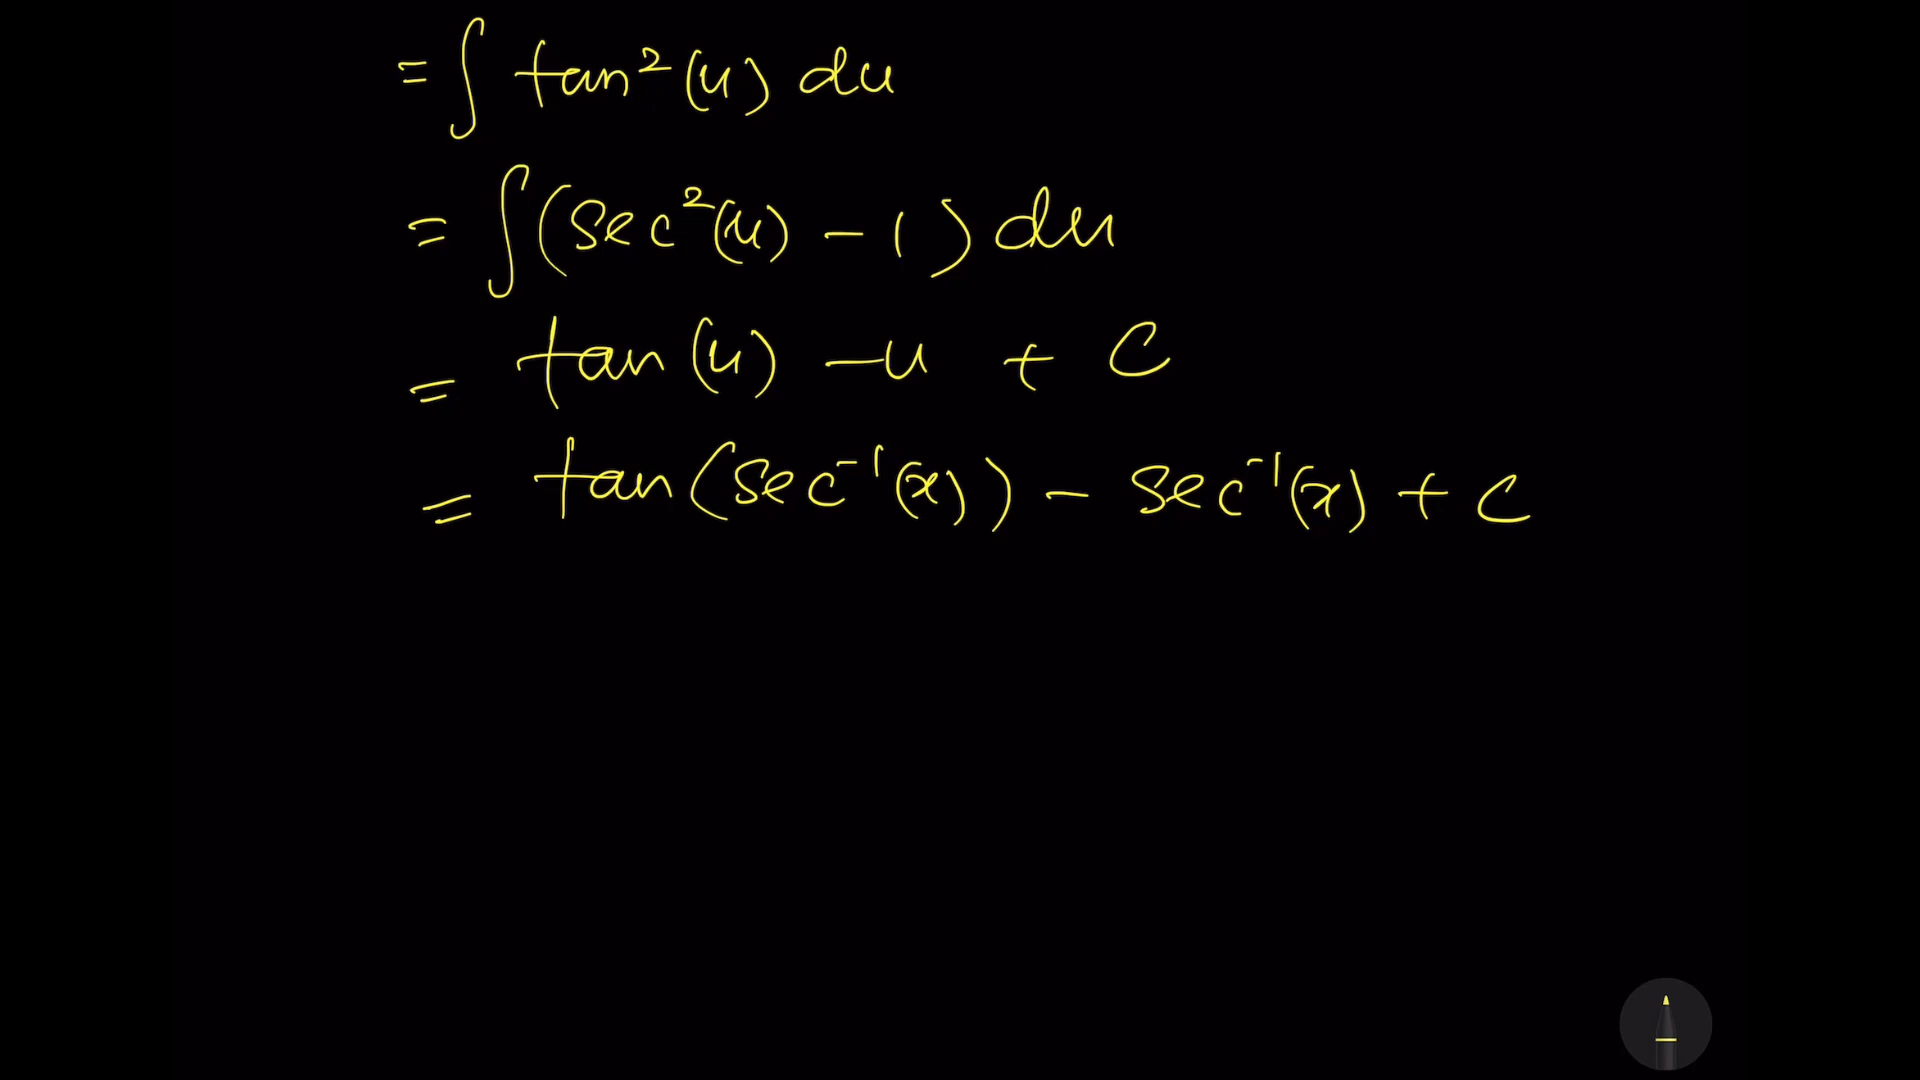 = ∫ tan²(u) du
= ∫ (sec²(u) - 1) du
= tan(u) - u + C
= tan(sec⁻¹(x)) - sec⁻¹(x) + C